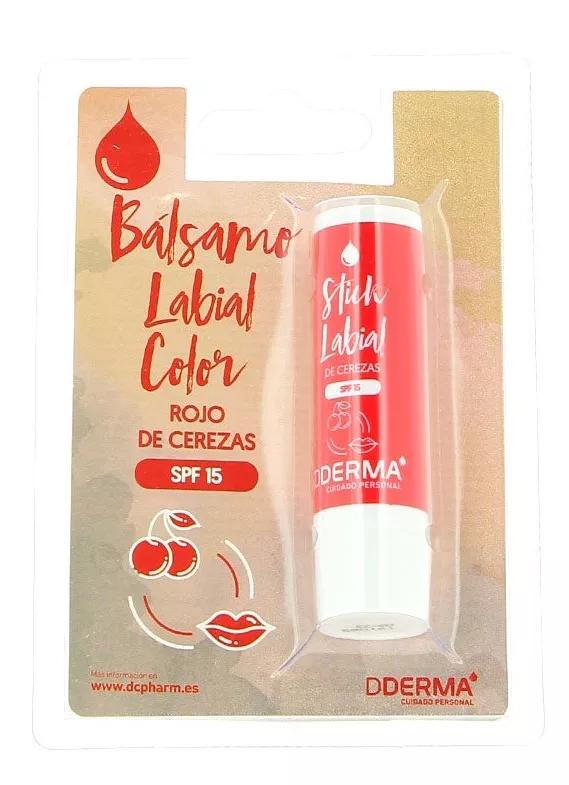 Bálsamo
Labial
Color
ROJO
DE CEREZAS
SPF 15
Stick
Labial
DE CEREZAS
SPF 15
DDERMA
CUIDADO PERSONAL
Más información en
www.dcpharm.es
DDERMA
CUIDADO PERSONAL